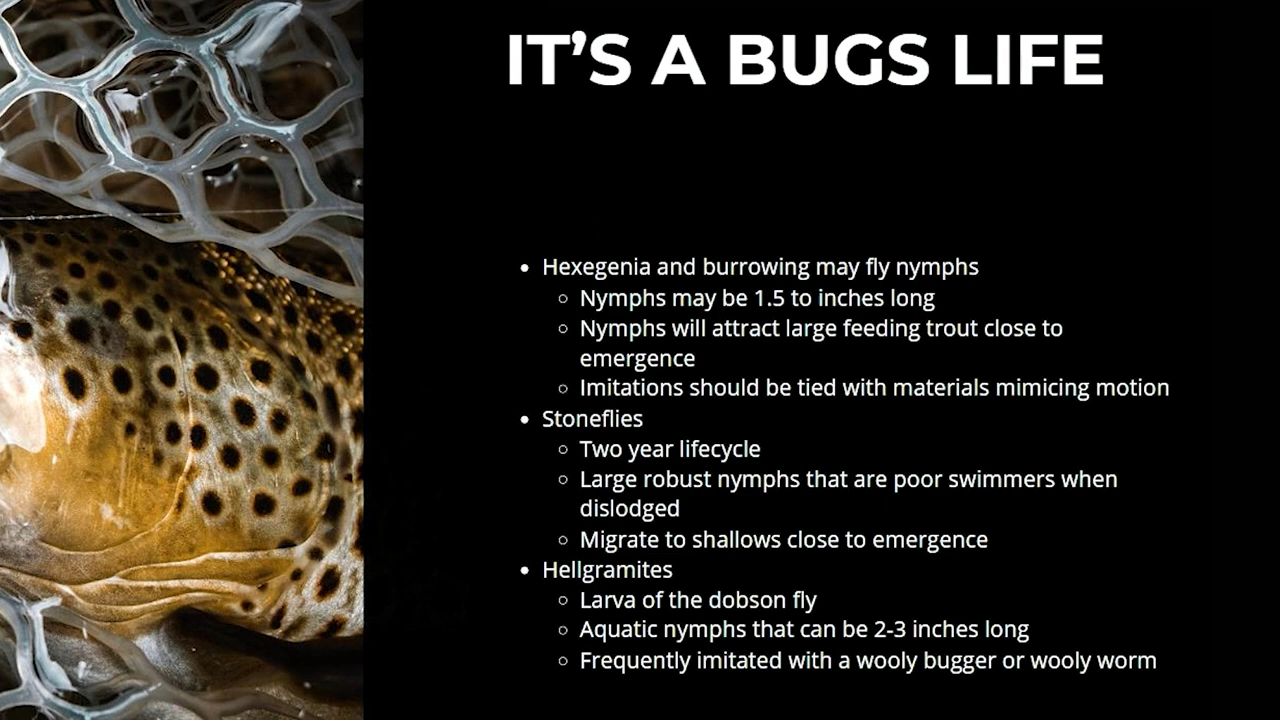 IT’S A BUGS LIFE
• Hexegenia and burrowing may fly nymphs
○ Nymphs may be 1.5 to inches long
○ Nymphs will attract large feeding trout close to
emergence
○ Imitations should be tied with materials mimicing motion
• Stoneflies
○ Two year lifecycle
○ Large robust nymphs that are poor swimmers when
dislodged
○ Migrate to shallows close to emergence
• Hellgramites
○ Larva of the dobson fly
○ Aquatic nymphs that can be 2-3 inches long
○ Frequently imitated with a wooly bugger or wooly worm